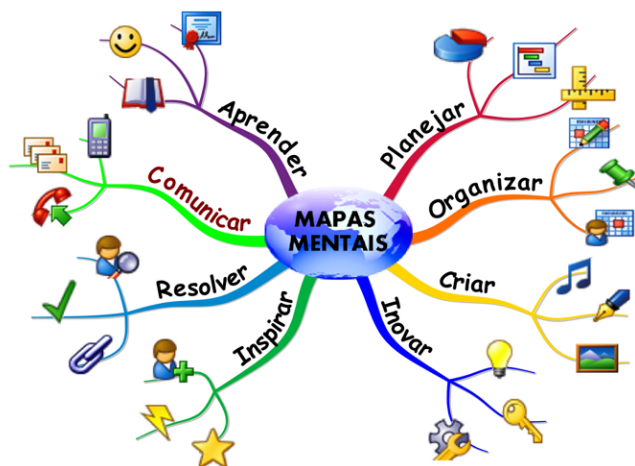 MAPAS
MENTAIS
Planejar
Organizar
Criar
Inovar
Inspirar
Resolver
Comunicar
Aprender